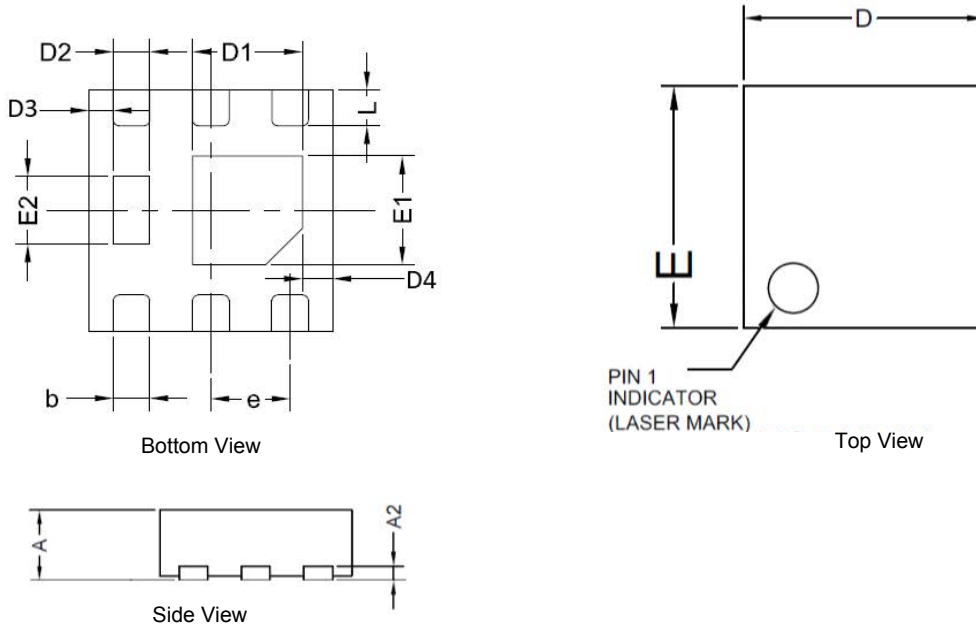 D2
D1
D3
L
E2
E1
D4
b
e
Bottom View
D
E
PIN 1
INDICATOR
(LASER MARK)
Top View
A
A2
Side View